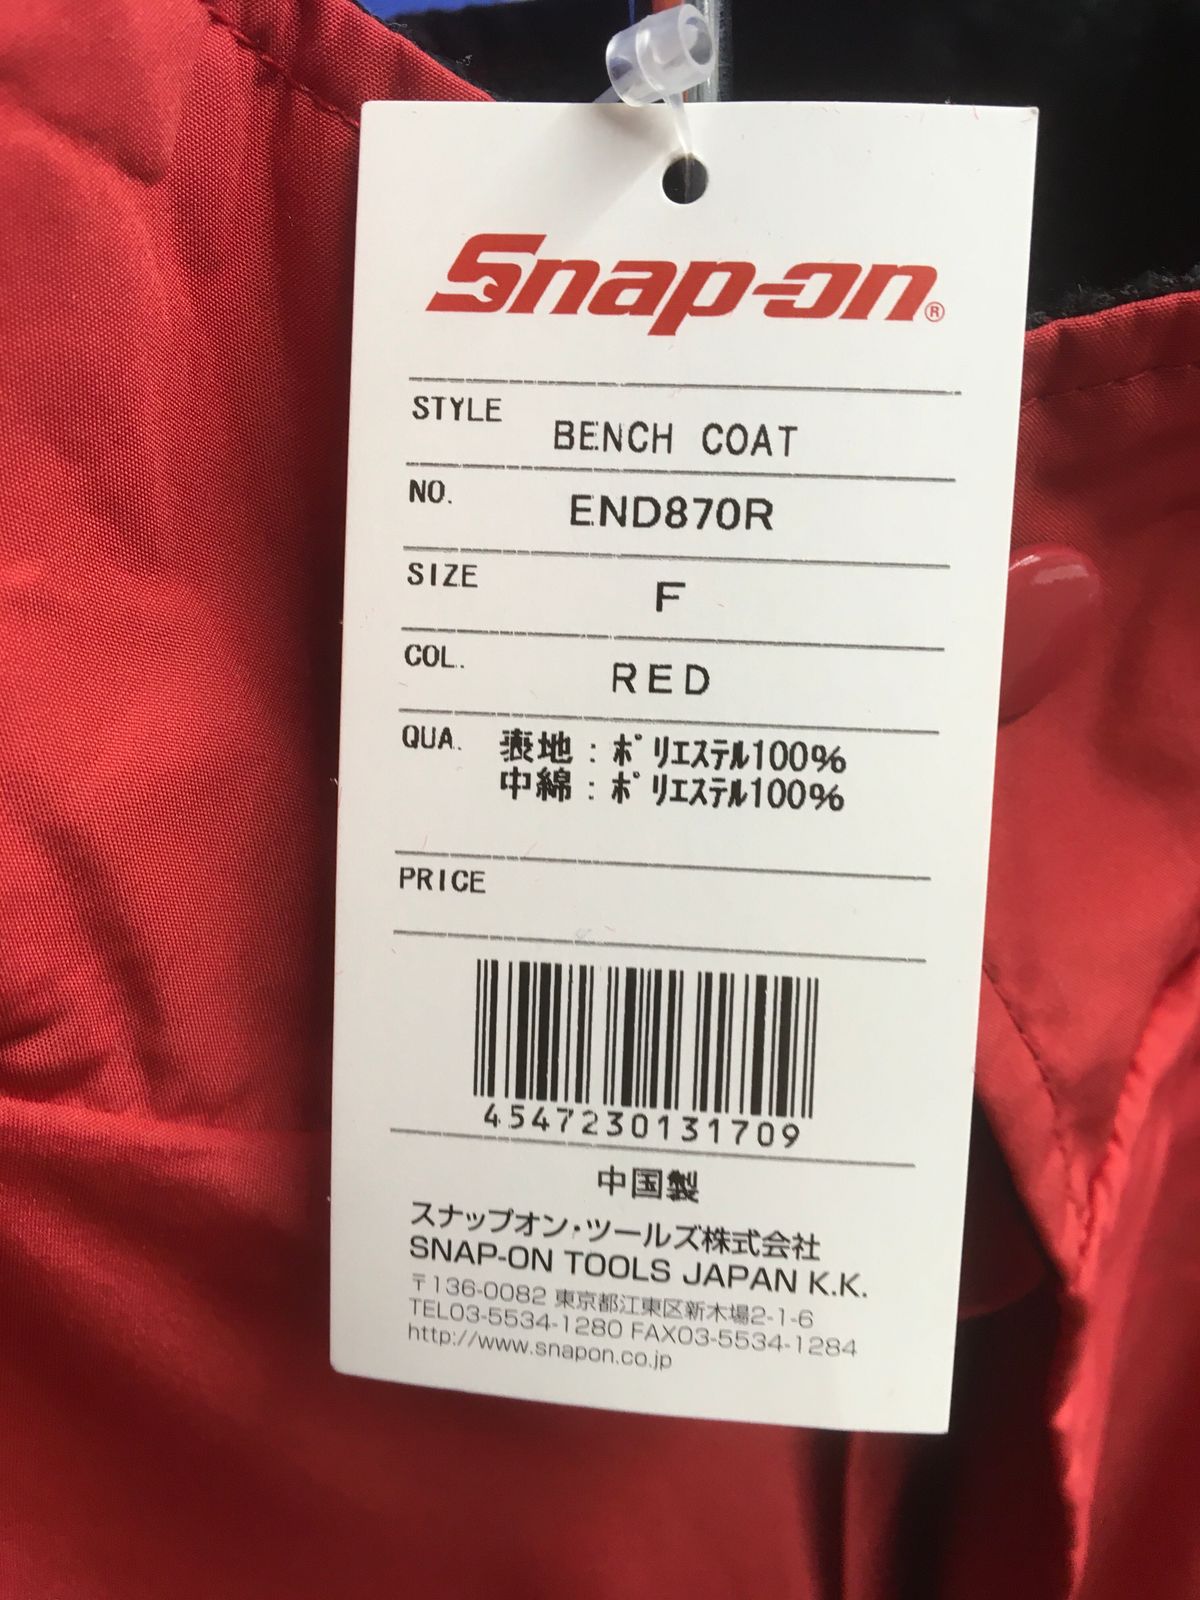 Snap-on®
STYLE BENCH COAT
NO. END870R
SIZE F
COL. RED
QUA. 表地 : ポリエステル100%
中綿 : ポリエステル100%
PRICE
4547230131709
中国製
スナップオン・ツールズ株式会社
SNAP-ON TOOLS JAPAN K.K.
〒136-0082 東京都江東区新木場2-1-6
TEL03-5534-1280 FAX03-5534-1284
http://www.snapon.co.jp